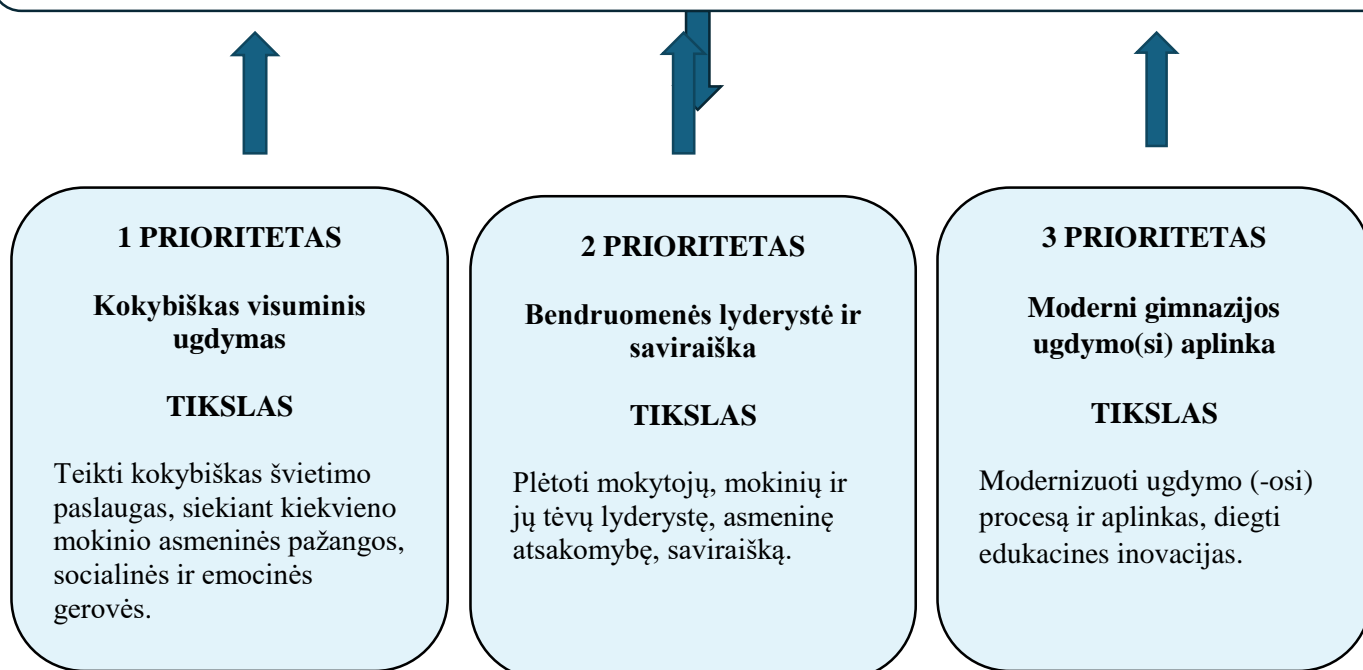 1 PRIORITETAS
Kokybiškas visuminis
ugdymas
TIKSLAS
Teikti kokybiškas švietimo
paslaugas, siekiant kiekvieno
mokinio asmeninės pažangos,
socialinės ir emocinės
gerovės.
2 PRIORITETAS
Bendruomenės lyderystė ir
saviraiška
TIKSLAS
Plėtoti mokytojų, mokinių ir
jų tėvų lyderystę, asmeninę
atsakomybę, saviraišką.
3 PRIORITETAS
Moderni gimnazijos
ugdymo(si) aplinka
TIKSLAS
Modernizuoti ugdymo (-osi)
procesą ir aplinkas, diegti
edukacines inovacijas.